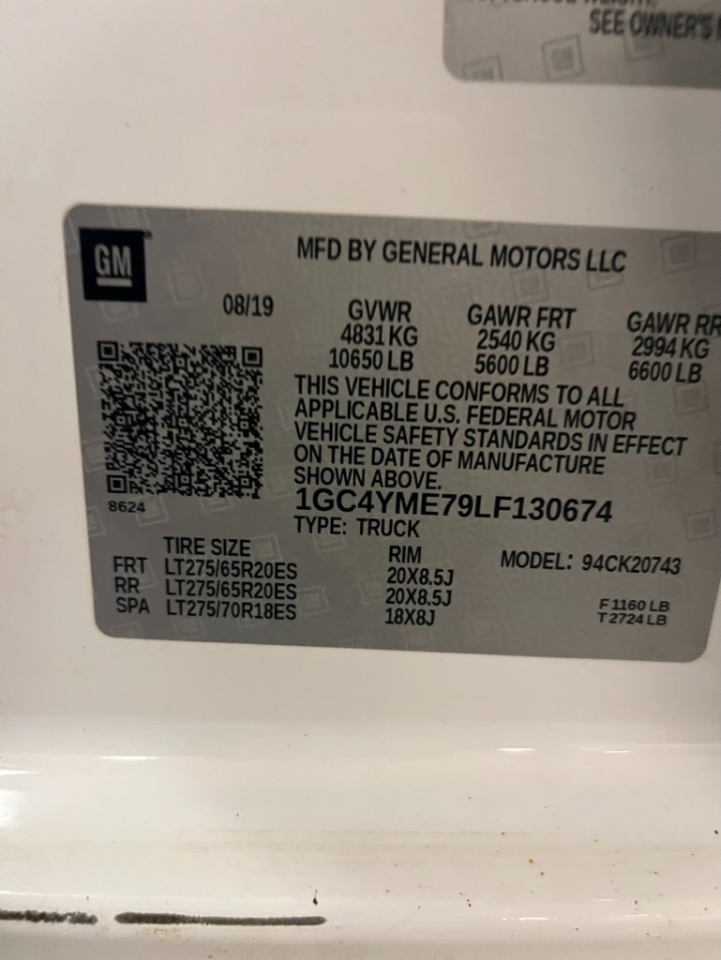 SEE OWNER'S
GM
MFD BY GENERAL MOTORS LLC
08/19
GVWR
4831 KG
10650 LB
GAWR FRT
2540 KG
5600 LB
GAWR RR
2994 KG
6600 LB
THIS VEHICLE CONFORMS TO ALL
APPLICABLE U.S. FEDERAL MOTOR
VEHICLE SAFETY STANDARDS IN EFFECT
ON THE DATE OF MANUFACTURE
SHOWN ABOVE.
8624
1GC4YME79LF130674
TYPE: TRUCK
TIRE SIZE RIM MODEL: 94CK20743
FRT LT275/65R20ES 20X8.5J
RR LT275/65R20ES 20X8.5J
SPA LT275/70R18ES 18X8J
F 1160 LB
T 2724 LB